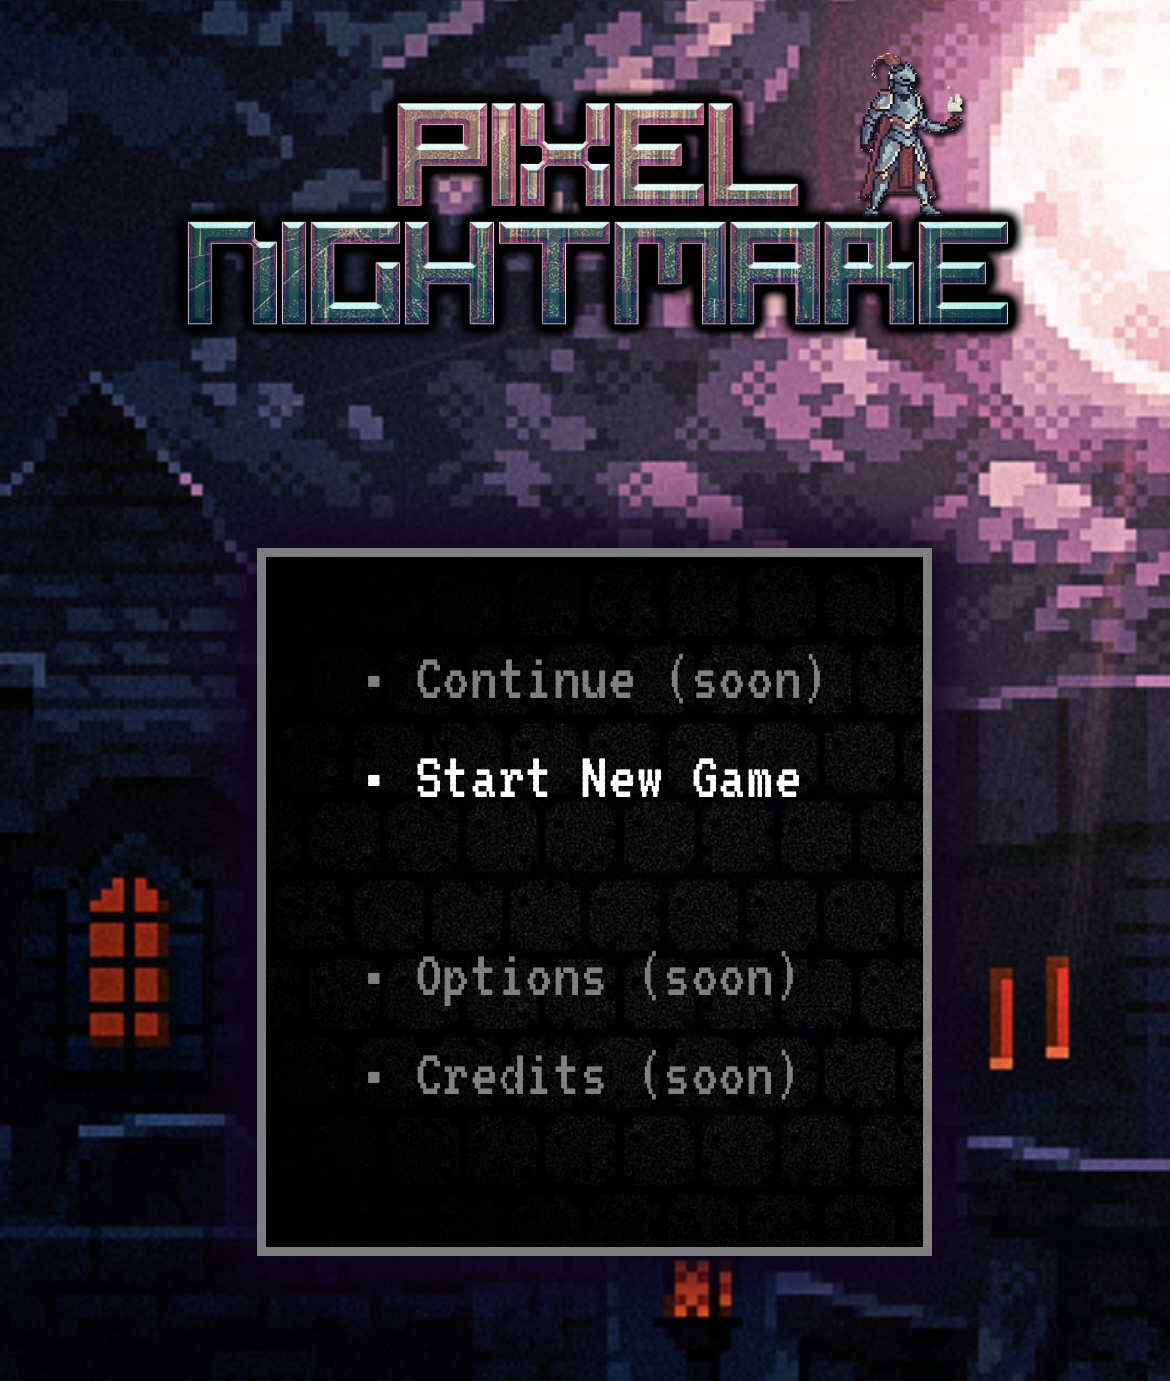 PIXEL
NIGHTMARE
▪ Continue (soon)
▪ Start New Game
▪ Options (soon)
▪ Credits (soon)